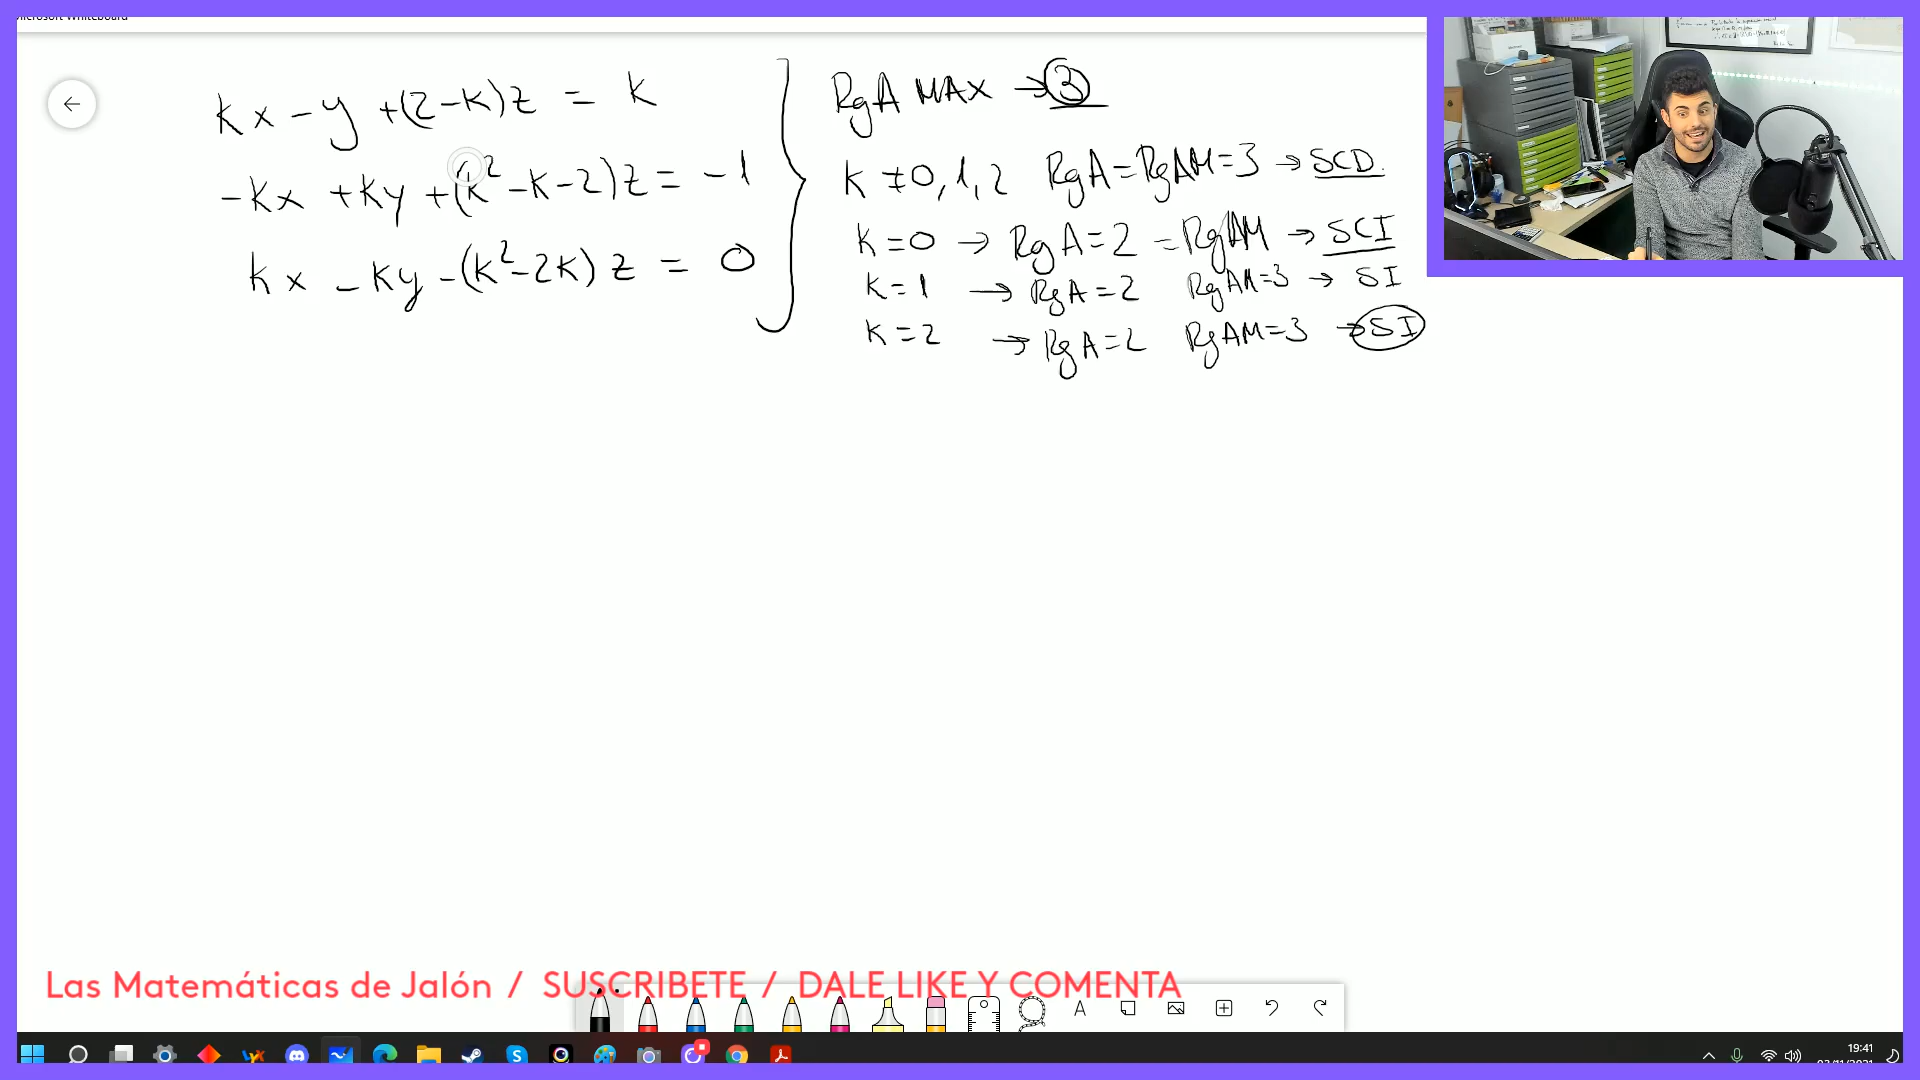 Microsoft Whiteboard
kx - y + (2-k)z = k
-kx + ky + (k²-k-2)z = -1
kx - ky - (k²-2k)z = 0
RgA MAX → 3
k ≠ 0, 1, 2 RgA = RgAM = 3 → SCD.
k = 0 → RgA = 2 = RgAM → SCI
k = 1 → RgA = 2 RgAM = 3 → SI
k = 2 → RgA = 2 RgAM = 3 → SI
Las Matemáticas de Jalón / SUSCRIBETE / DALE LIKE Y COMENTA
19:41